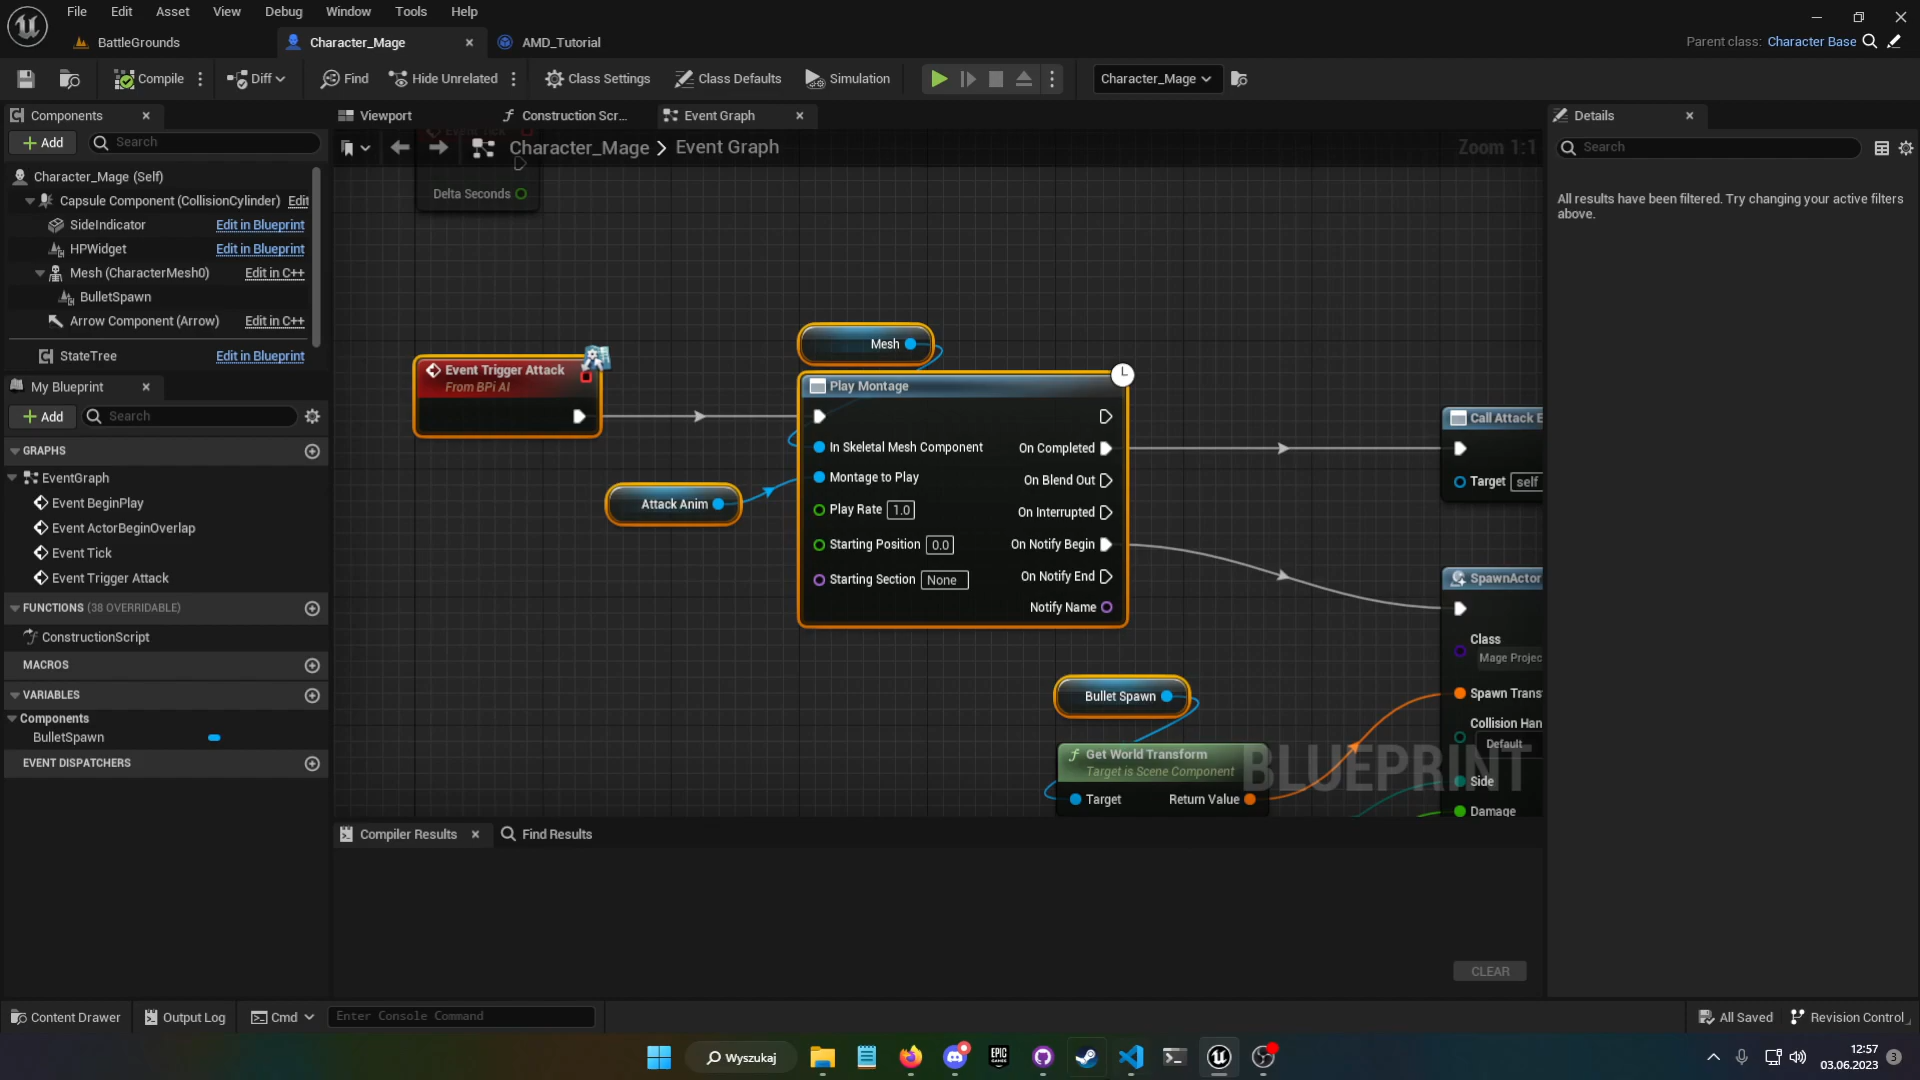 File Edit Asset View Debug Window Tools Help
BattleGrounds
Character_Mage
AMD_Tutorial
Parent class: Character Base
Compile
Diff
Find
Hide Unrelated
Class Settings
Class Defaults
Simulation
Character_Mage
Components
Add
Search
Character_Mage (Self)
Capsule Component (CollisionCylinder) Edit
SideIndicator Edit in Blueprint
HPWidget Edit in Blueprint
Mesh (CharacterMesh0) Edit in C++
BulletSpawn
Arrow Component (Arrow) Edit in C++
StateTree Edit in Blueprint
My Blueprint
Add
Search
GRAPHS
EventGraph
Event BeginPlay
Event ActorBeginOverlap
Event Tick
Event Trigger Attack
FUNCTIONS (38 OVERRIDABLE)
ConstructionScript
MACROS
VARIABLES
Components
BulletSpawn
EVENT DISPATCHERS
Viewport
Construction Scr...
Event Graph
Event Tick
Character_Mage > Event Graph
Zoom 1:1
Delta Seconds
Event Trigger Attack
From BPi AI
Mesh
Attack Anim
Play Montage
In Skeletal Mesh Component On Completed
Montage to Play On Blend Out
Play Rate 1.0 On Interrupted
Starting Position 0.0 On Notify Begin
Starting Section None On Notify End
Notify Name
Call Attack E
Target self
SpawnActor
Class
Mage Projec
Spawn Trans
Collision Han
Default
Side
Damage
Bullet Spawn
Get World Transform
Target is Scene Component
Target Return Value
BLUEPRINT
Compiler Results
Find Results
CLEAR
Details
Search
All results have been filtered. Try changing your active filters
above.
Content Drawer
Output Log
Cmd
Enter Console Command
All Saved
Revision Control
Wyszukaj
EPIC
GAMES
12:57
03.06.2023
3